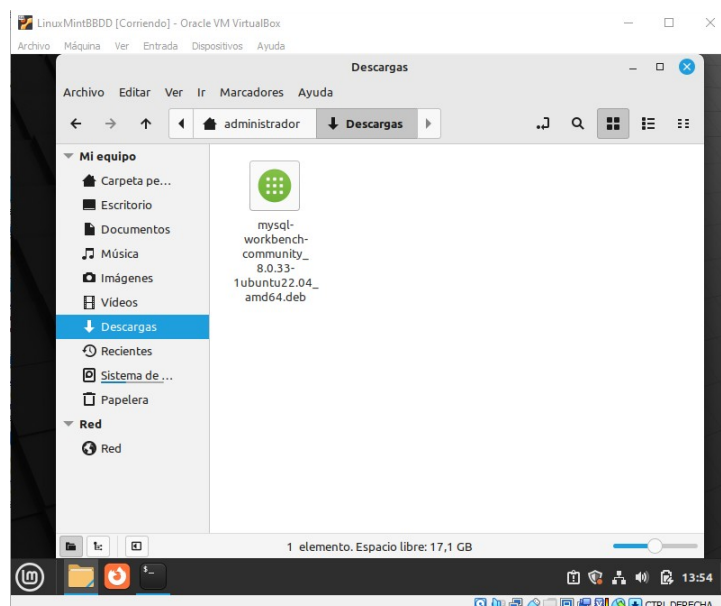 LinuxMintBBDD [Corriendo] - Oracle VM VirtualBox
Archivo Máquina Ver Entrada Dispositivos Ayuda
Descargas
Archivo Editar Ver Ir Marcadores Ayuda
administrador Descargas
Mi equipo
Carpeta pe...
Escritorio
Documentos
Música
Imágenes
Vídeos
Descargas
Recientes
Sistema de ...
Papelera
Red
Red
mysql-
workbench-
community_
8.0.33-
1ubuntu22.04_
amd64.deb
1 elemento. Espacio libre: 17,1 GB
13:54
CTRL DERECHA